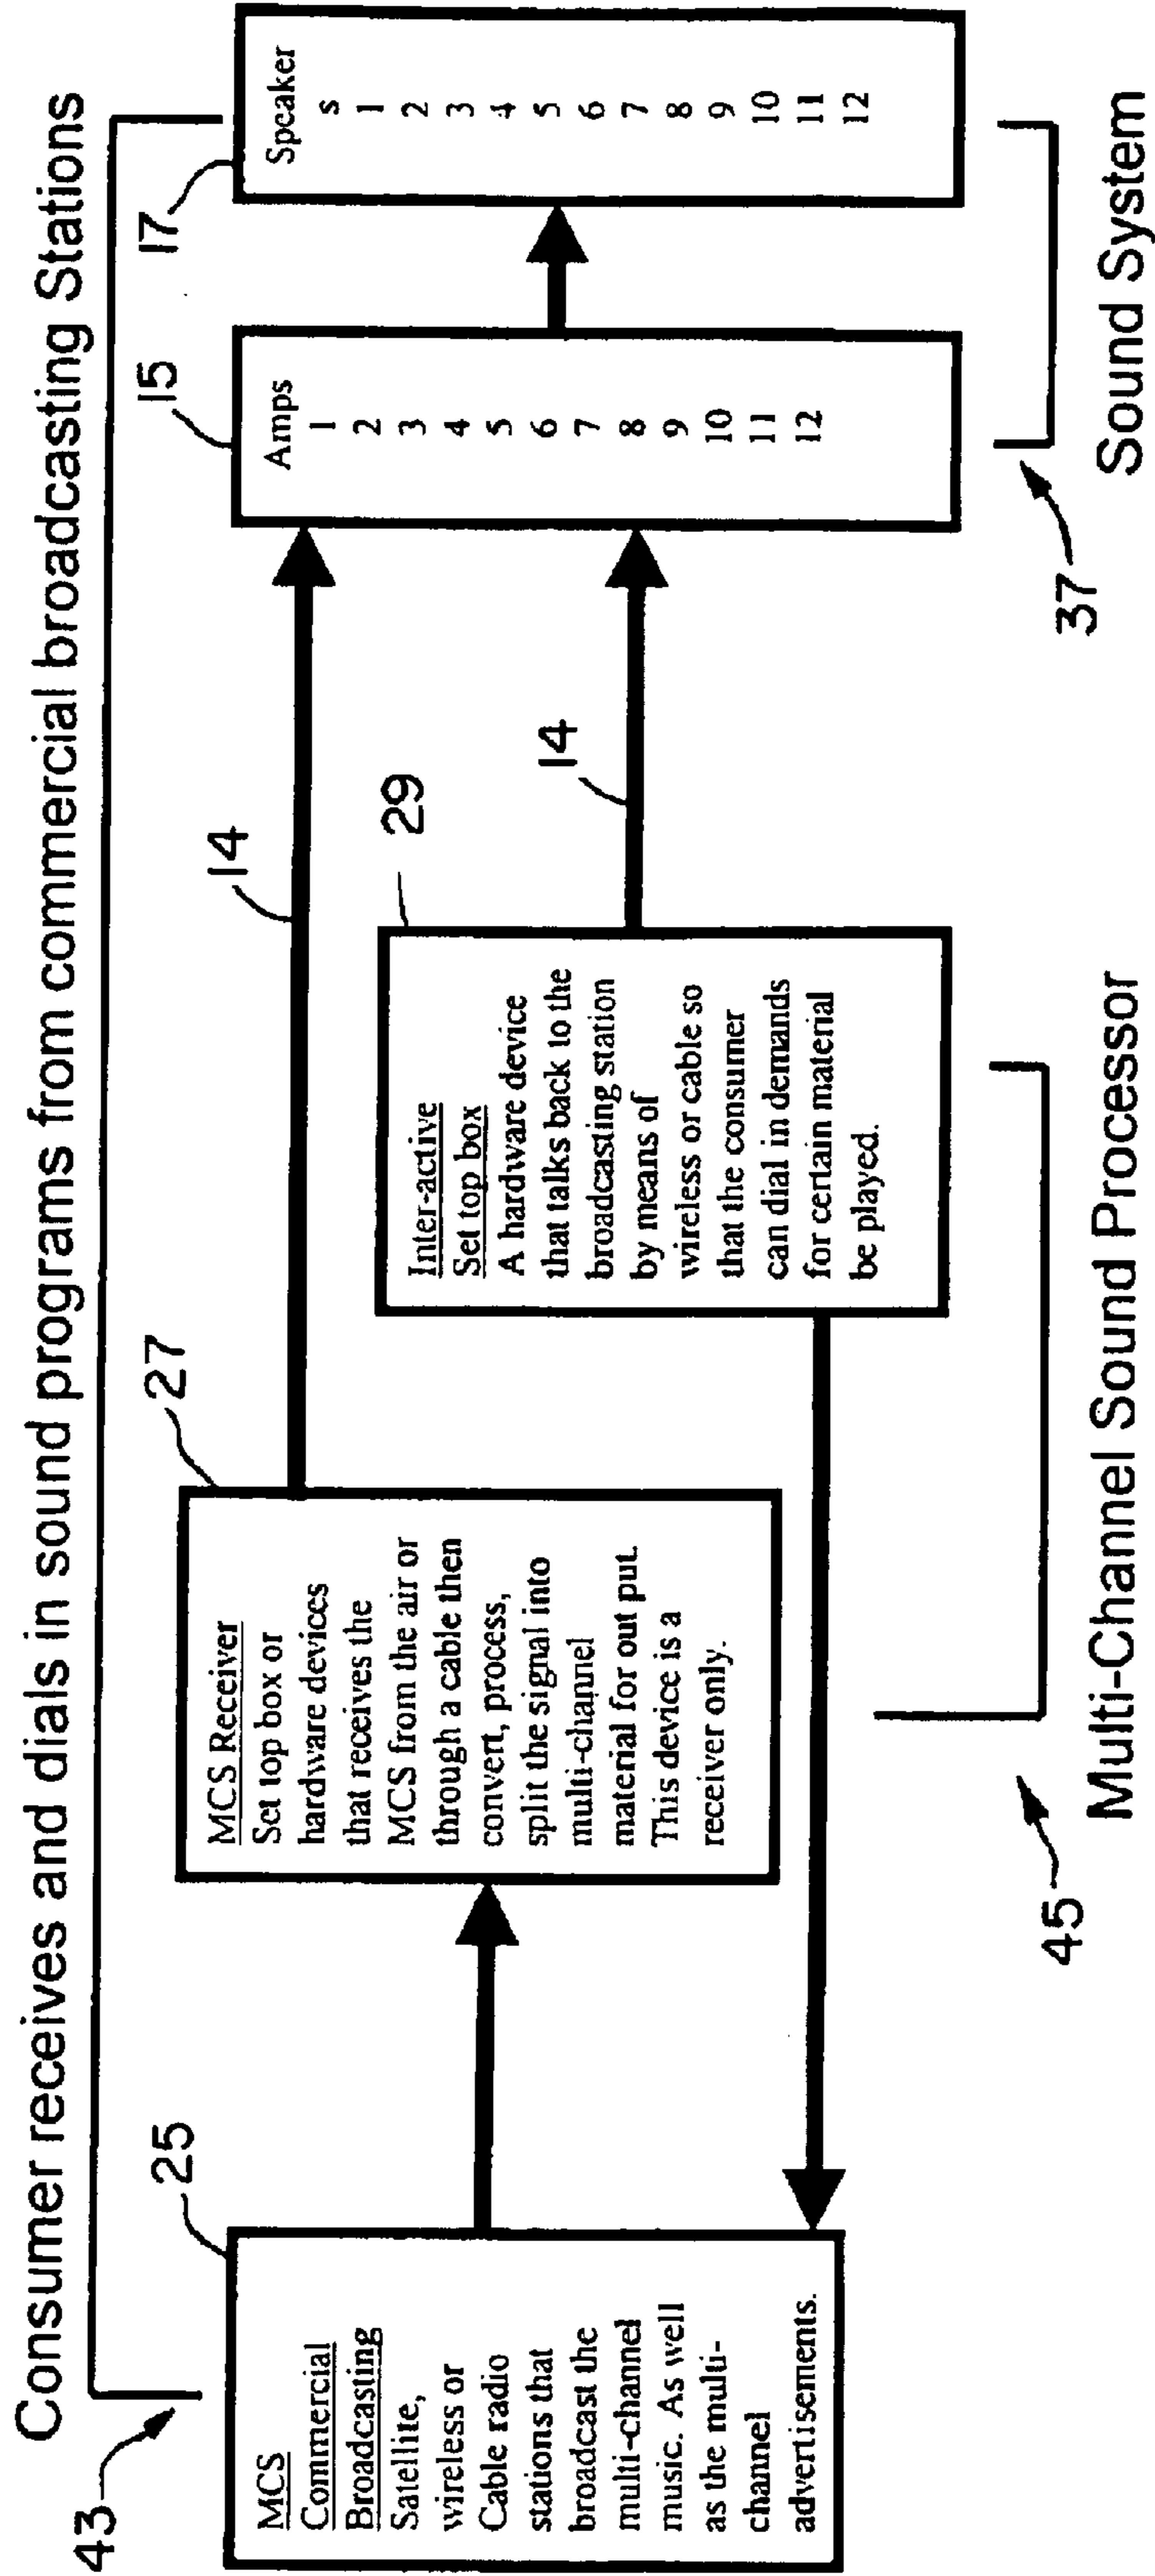 Consumer receives and dials in sound programs from commercial broadcasting Stations
43
25
MCS
Commercial
Broadcasting
Satellite,
wireless or
Cable radio
stations that
broadcast the
multi-channel
music. As well
as the multi-
channel
advertisements.
27
MCS Receiver
Set top box or
hardware devices
that receives the
MCS from the air or
through a cable then
convert, process,
split the signal into
multi-channel
material for out put.
This device is a
receiver only.
14
29
Inter-active
Set top box
A hardware device
that talks back to the
broadcasting station
by means of
wireless or cable so
that the consumer
can dial in demands
for certain material
be played.
14
15
Amps
1
2
3
4
5
6
7
8
9
10
11
12
17
Speaker
s
1
2
3
4
5
6
7
8
9
10
11
12
45
Multi-Channel Sound Processor
37
Sound System